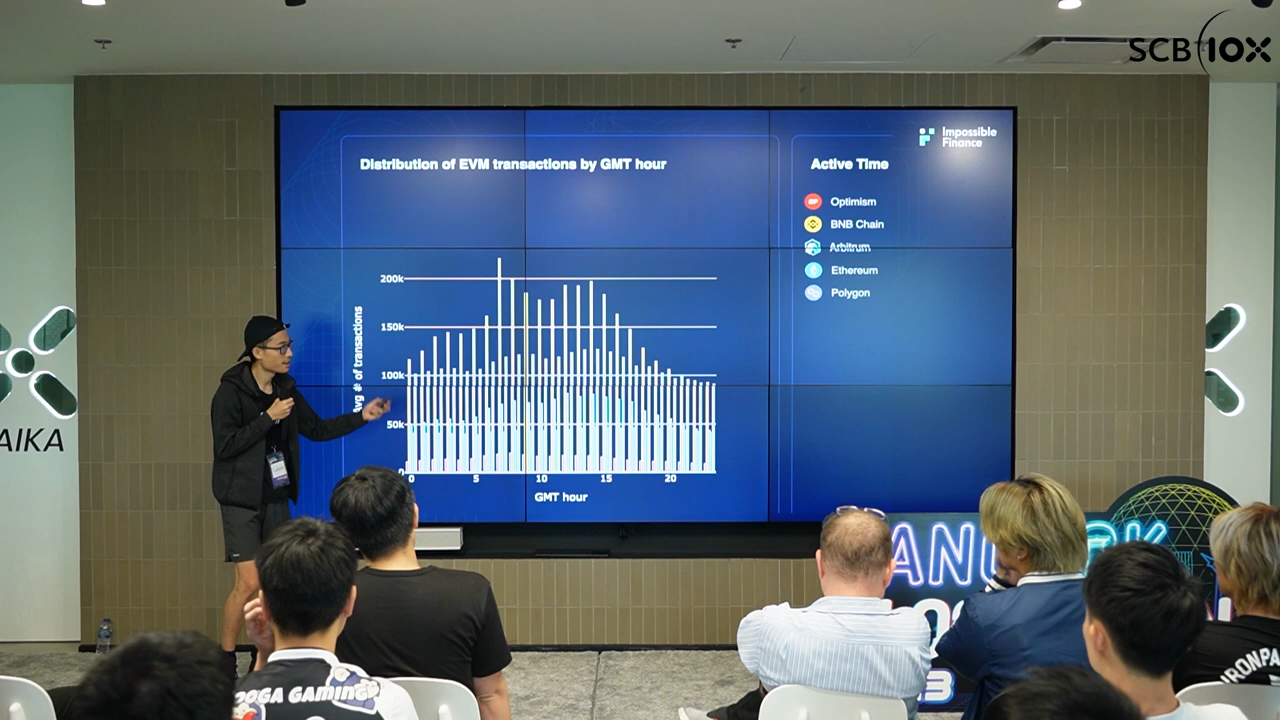 SCB 10X
Impossible
Finance
Distribution of EVM transactions by GMT hour
Active Time
Optimism
BNB Chain
Arbitrum
Ethereum
Polygon
200k
150k
100k
50k
0
Avg # of transactions
0 5 10 15 20
GMT hour
AIKA
GAMING